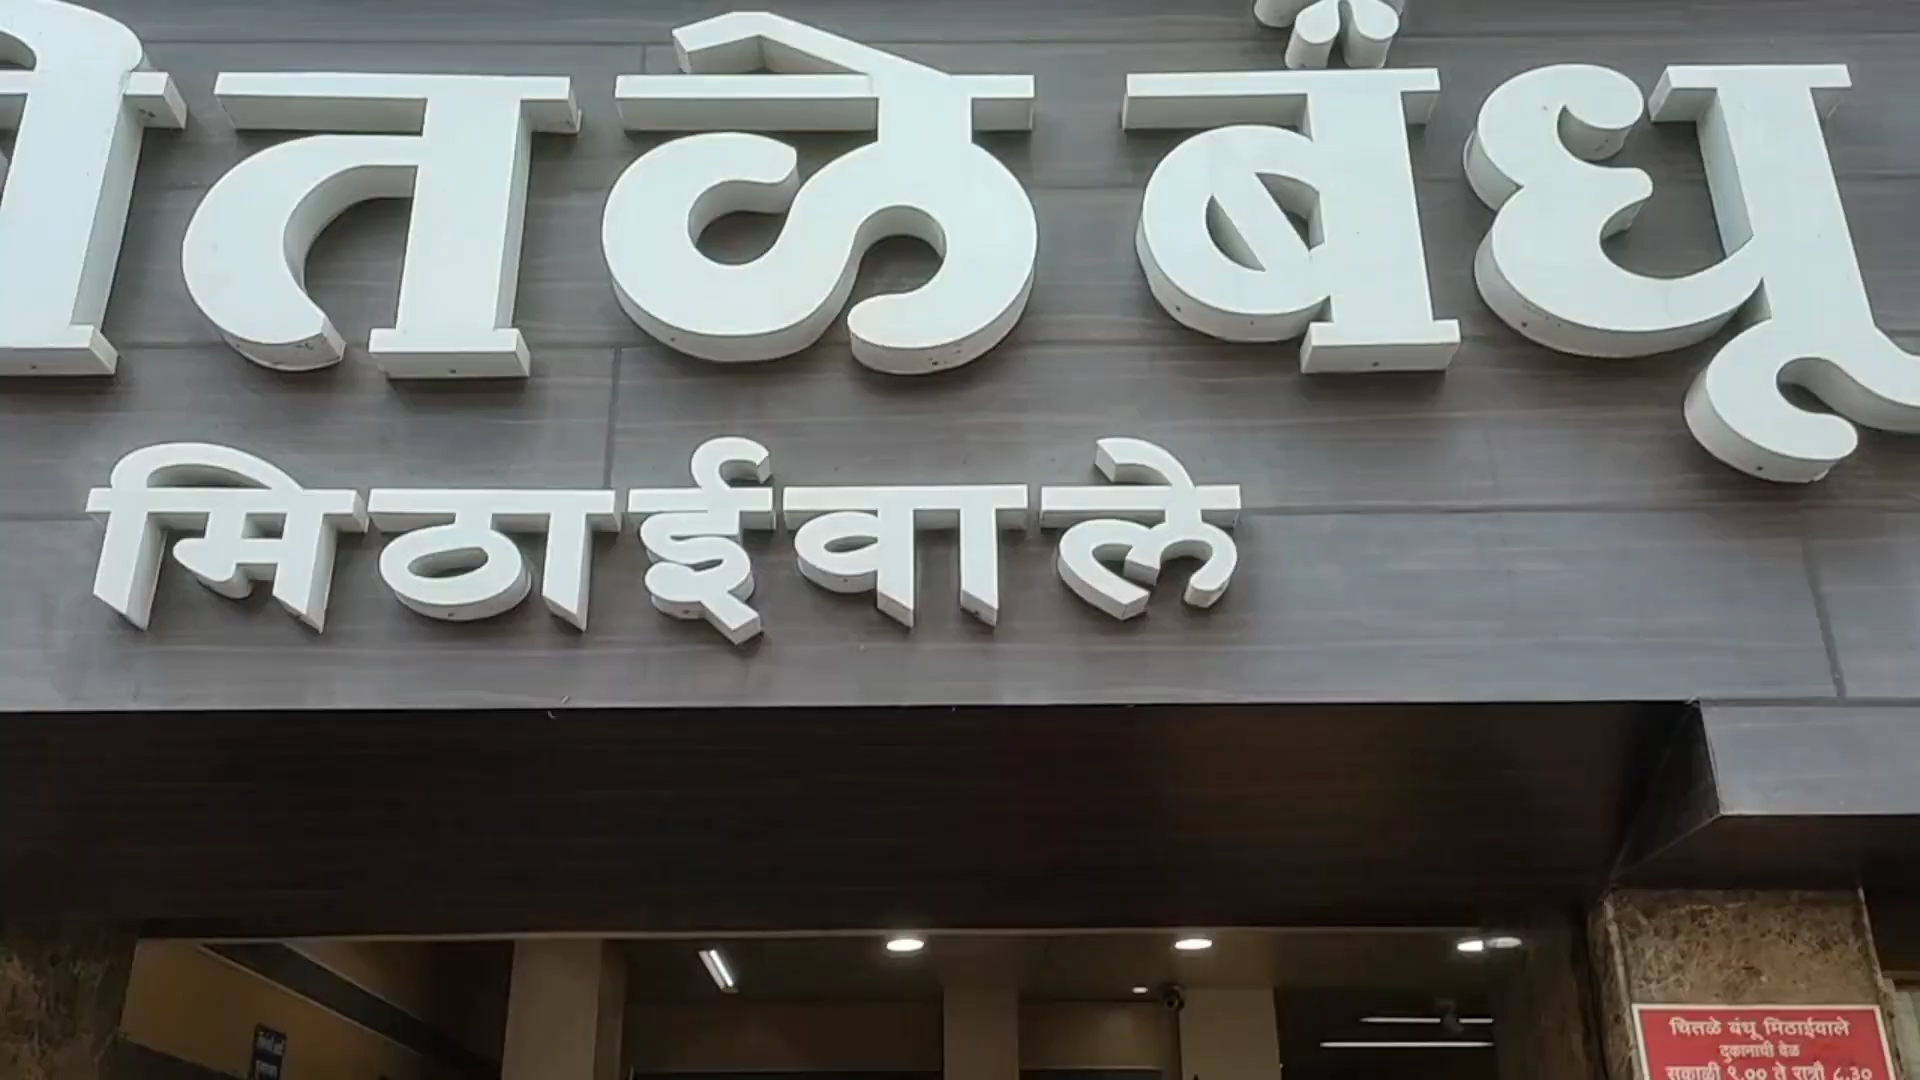 ीतळे बंधू
मिठाईवाले
चितळे बंधू मिठाईवाले
दुकानाची वेळ
सकाळी ९.०० ते रात्री ८.३०